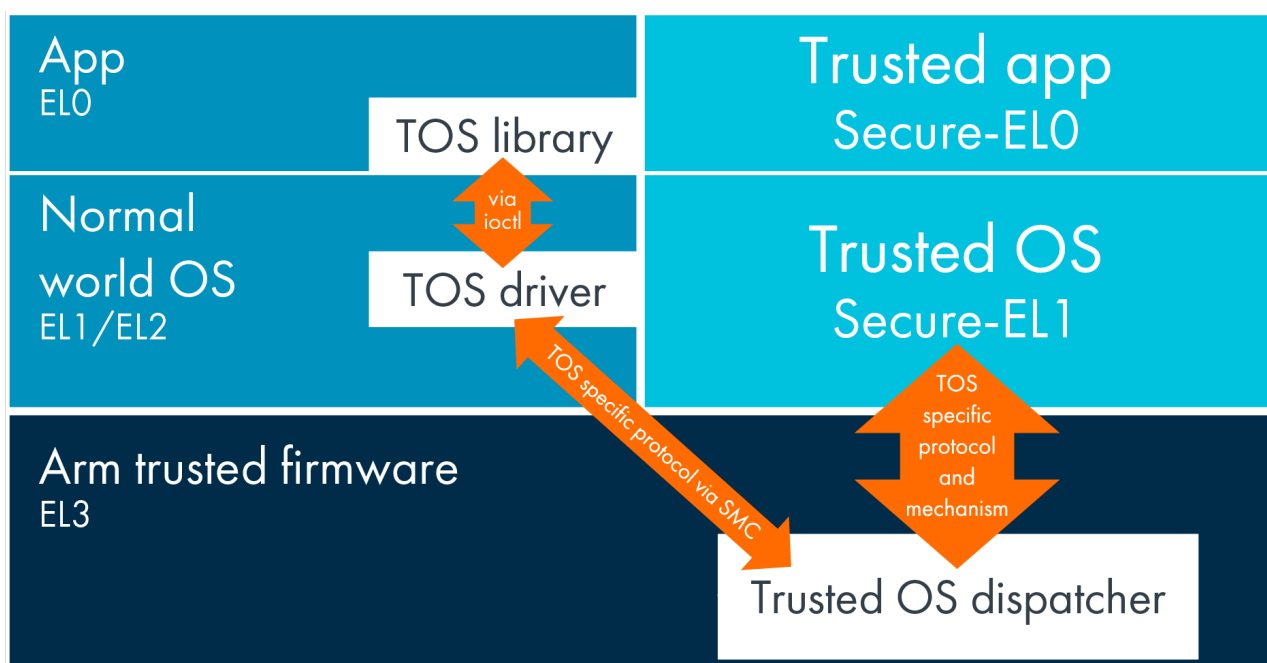 App
EL0
TOS library
Trusted app
Secure-EL0
via
ioctl
Normal
world OS
EL1/EL2
TOS driver
Trusted OS
Secure-EL1
TOS specific protocol via SMC
TOS
specific
protocol
and
mechanism
Arm trusted firmware
EL3
Trusted OS dispatcher